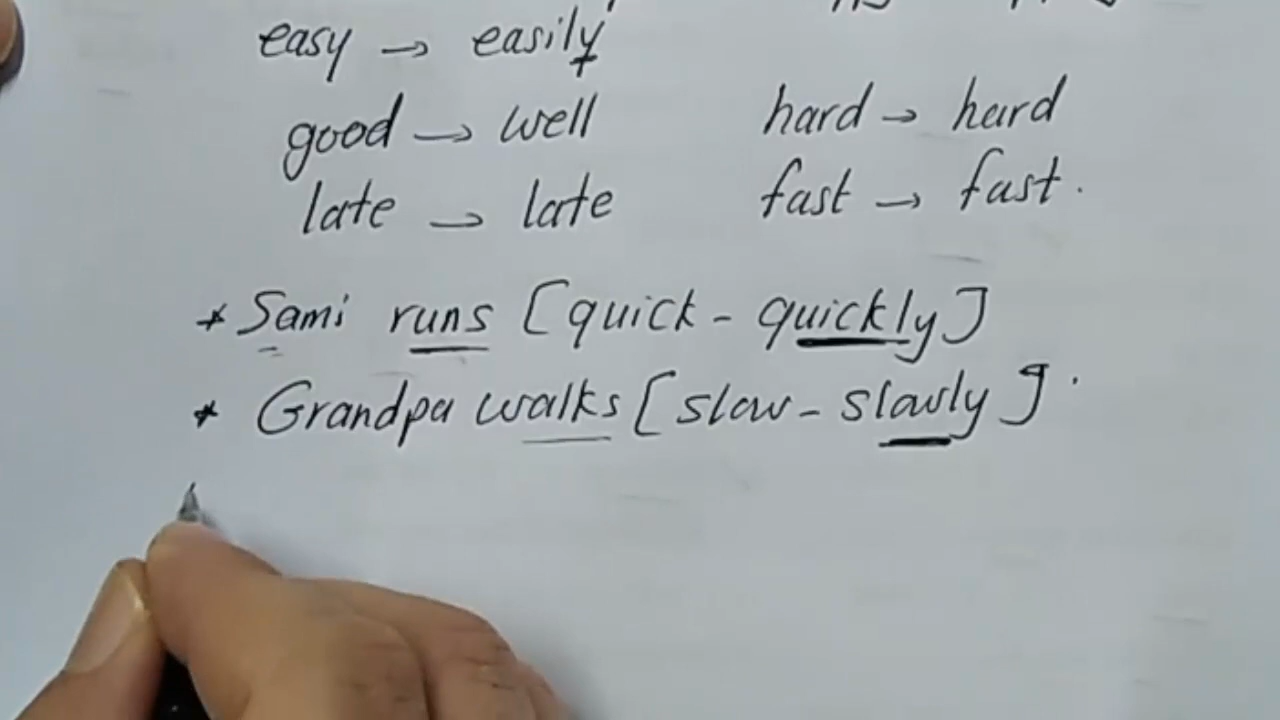 easy → easily
good → well hard → hard
late → late fast → fast.
* Sami runs [quick - quickly]
* Grandpa walks [slow - slowly].